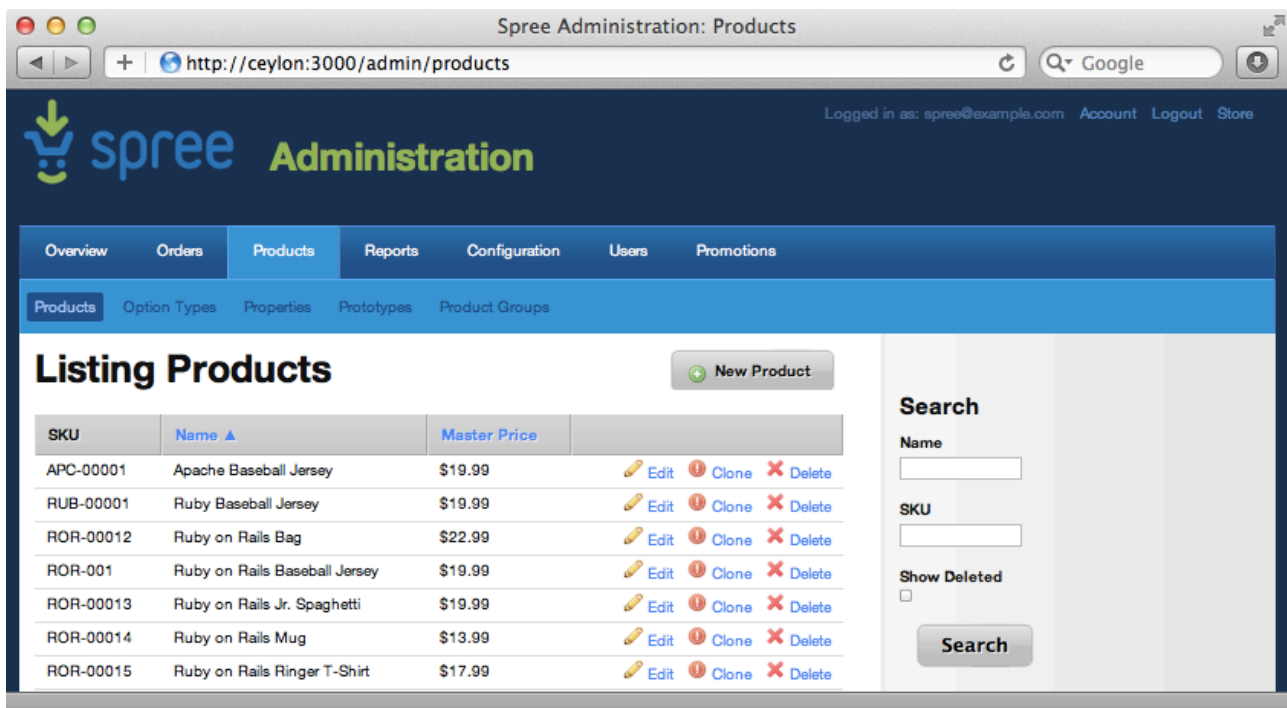 Spree Administration: Products
http://ceylon:3000/admin/products
Google
Logged in as: spree@example.com Account Logout Store
spree Administration
Overview Orders Products Reports Configuration Users Promotions
Products Option Types Properties Prototypes Product Groups
Listing Products
New Product
SKU Name ▲ Master Price
APC-00001 Apache Baseball Jersey $19.99 Edit Clone Delete
RUB-00001 Ruby Baseball Jersey $19.99 Edit Clone Delete
ROR-00012 Ruby on Rails Bag $22.99 Edit Clone Delete
ROR-001 Ruby on Rails Baseball Jersey $19.99 Edit Clone Delete
ROR-00013 Ruby on Rails Jr. Spaghetti $19.99 Edit Clone Delete
ROR-00014 Ruby on Rails Mug $13.99 Edit Clone Delete
ROR-00015 Ruby on Rails Ringer T-Shirt $17.99 Edit Clone Delete
Search
Name
SKU
Show Deleted
Search